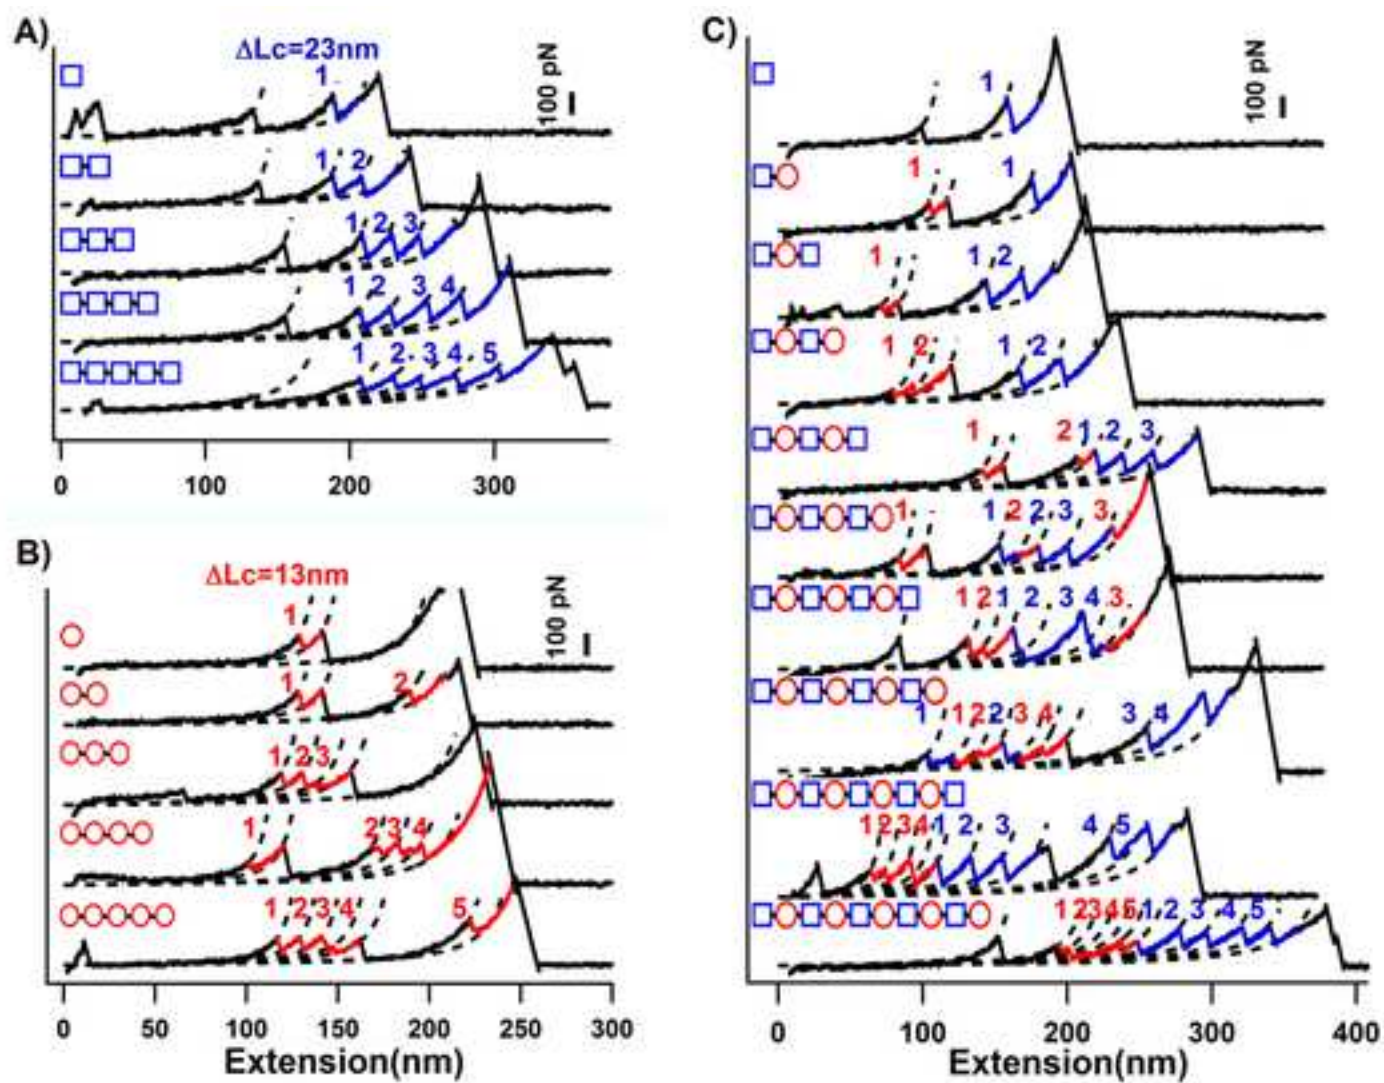 A)
ΔLc=23nm
100 pN
1
1 2
1 2 3
1 2 3 4
1 2 3 4 5
0 100 200 300
B)
ΔLc=13nm
100 pN
1
1 2
1 2 3
1 2 3 4
1 2 3 4 5
0 50 100 150 200 250 300
Extension(nm)
C)
100 pN
1
1 1
1 1 2
1 2 1 2
1 2 1 2 3
1 1 2 2 3 3
1 2 1 2 3 4 3
1 1 2 2 3 4 3 4
1 2 3 4 1 2 3 4 5
1 2 3 4 5 1 2 3 4 5
0 100 200 300 400
Extension(nm)